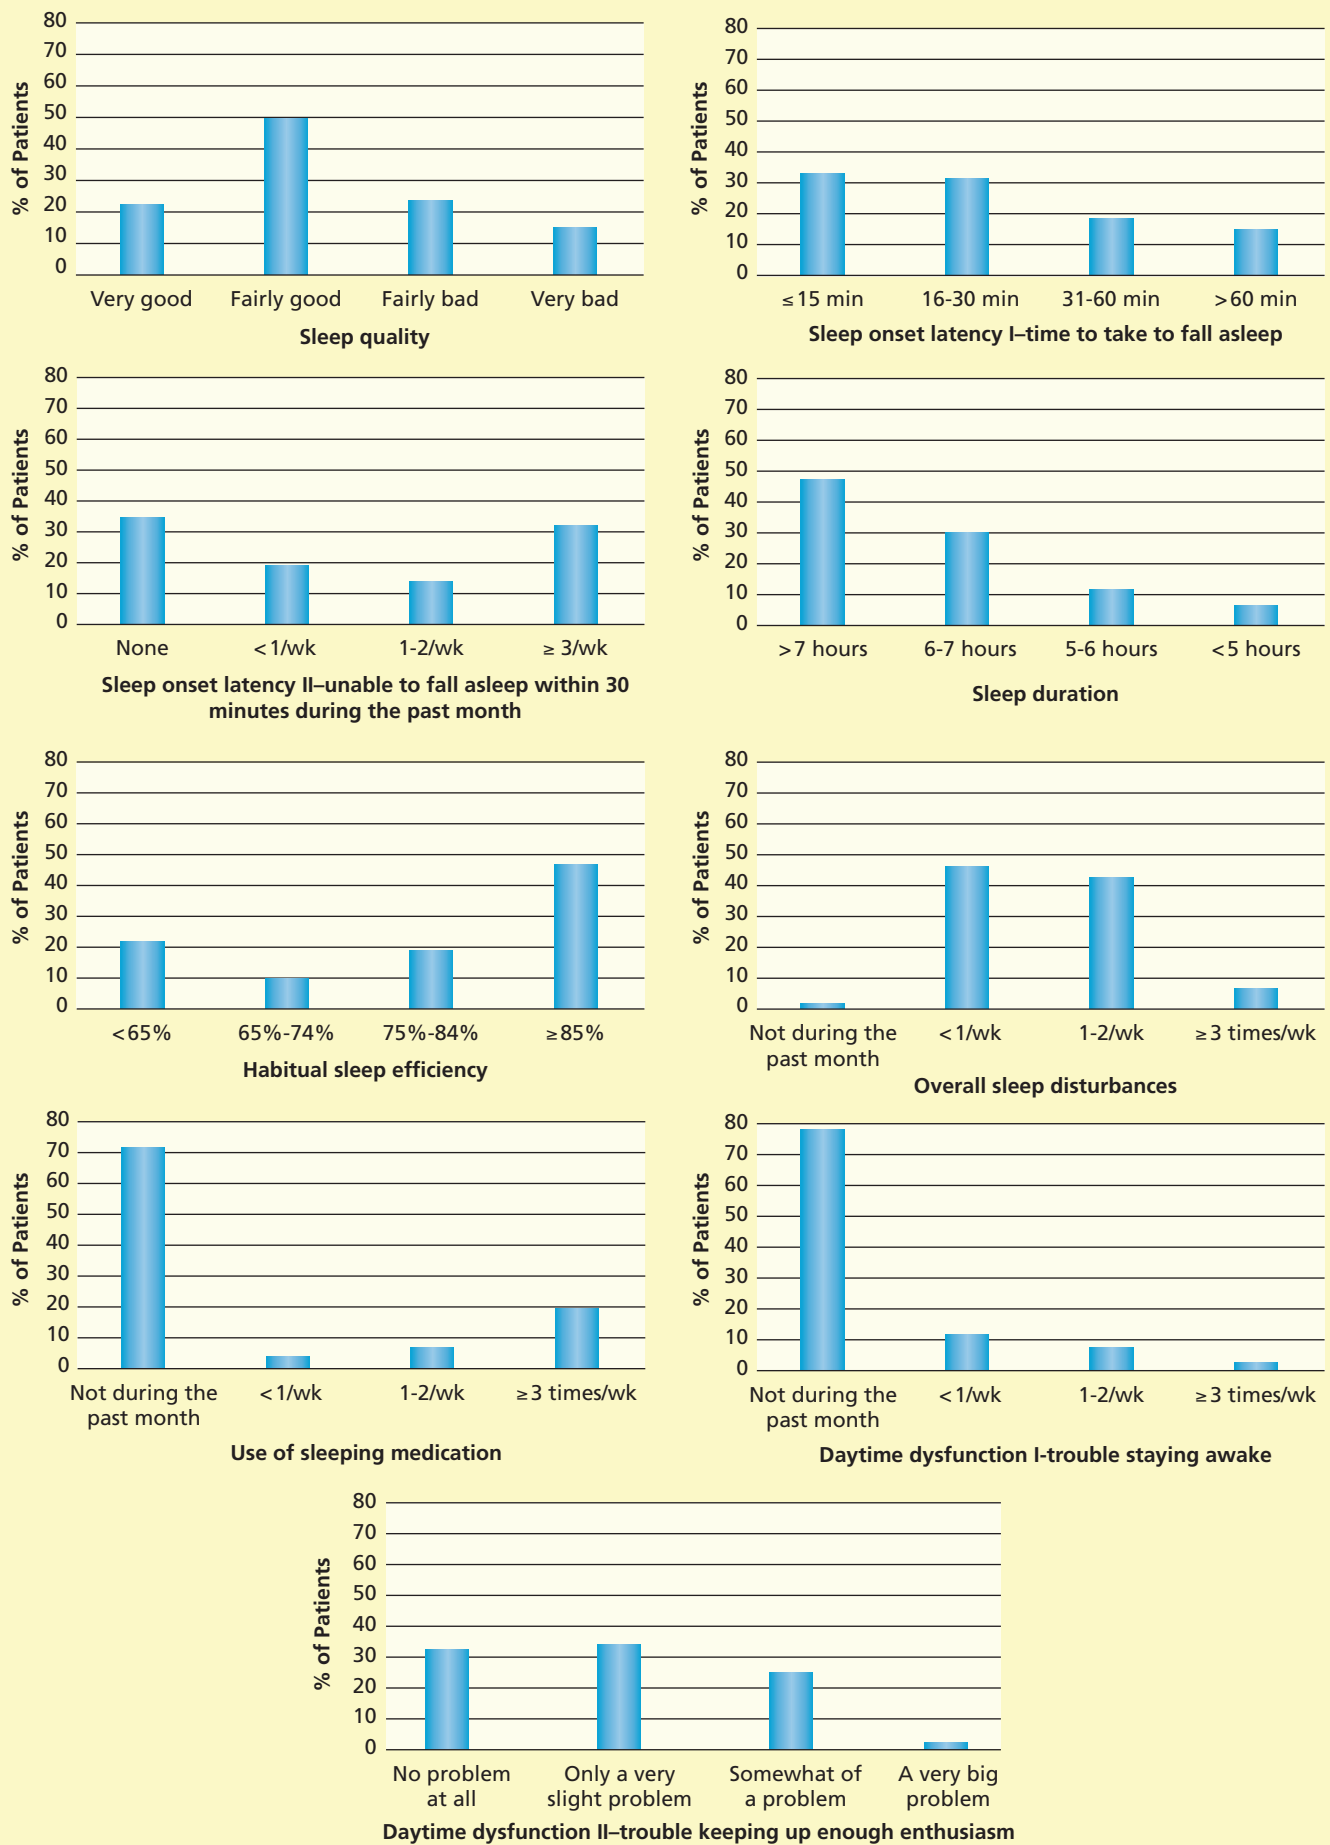 80
70
60
50
40
30
20
10
0
% of Patients
Very good Fairly good Fairly bad Very bad
Sleep quality
80
70
60
50
40
30
20
10
0
% of Patients
≤15 min 16-30 min 31-60 min >60 min
Sleep onset latency I–time to take to fall asleep
80
70
60
50
40
30
20
10
0
% of Patients
None <1/wk 1-2/wk ≥ 3/wk
Sleep onset latency II–unable to fall asleep within 30
minutes during the past month
80
70
60
50
40
30
20
10
0
% of Patients
>7 hours 6-7 hours 5-6 hours <5 hours
Sleep duration
80
70
60
50
40
30
20
10
0
% of Patients
<65% 65%-74% 75%-84% ≥85%
Habitual sleep efficiency
80
70
60
50
40
30
20
10
0
% of Patients
Not during the <1/wk 1-2/wk ≥3 times/wk
past month
Overall sleep disturbances
80
70
60
50
40
30
20
10
0
% of Patients
Not during the <1/wk 1-2/wk ≥3 times/wk
past month
Use of sleeping medication
80
70
60
50
40
30
20
10
0
% of Patients
Not during the <1/wk 1-2/wk ≥3 times/wk
past month
Daytime dysfunction I-trouble staying awake
80
70
60
50
40
30
20
10
0
% of Patients
No problem Only a very Somewhat of A very big
at all slight problem a problem problem
Daytime dysfunction II–trouble keeping up enough enthusiasm